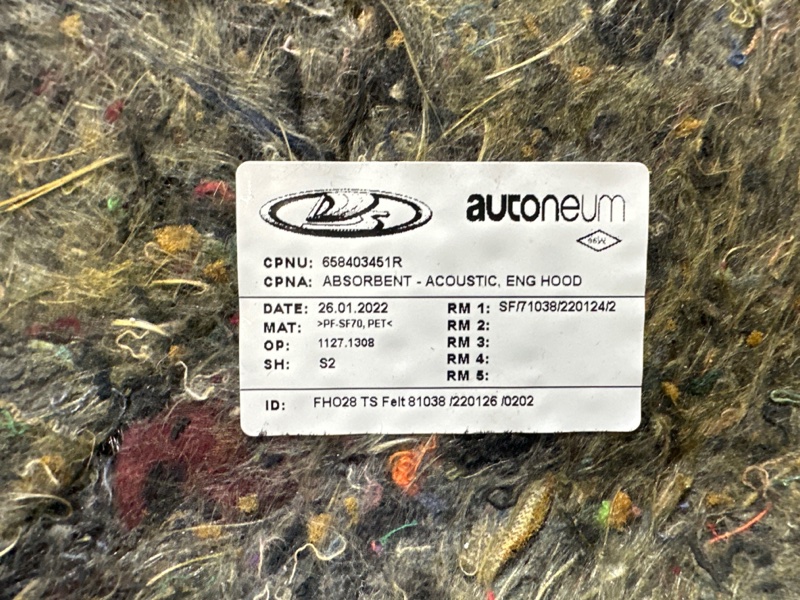 autoneum
CPNU: 658403451R
CPNA: ABSORBENT - ACOUSTIC, ENG HOOD
DATE: 26.01.2022
MAT: >PF-SF70, PET<
OP: 1127.1308
SH: S2
RM 1: SF/71038/220124/2
RM 2:
RM 3:
RM 4:
RM 5:
ID: FHO28 TS Felt 81038 /220126 /0202